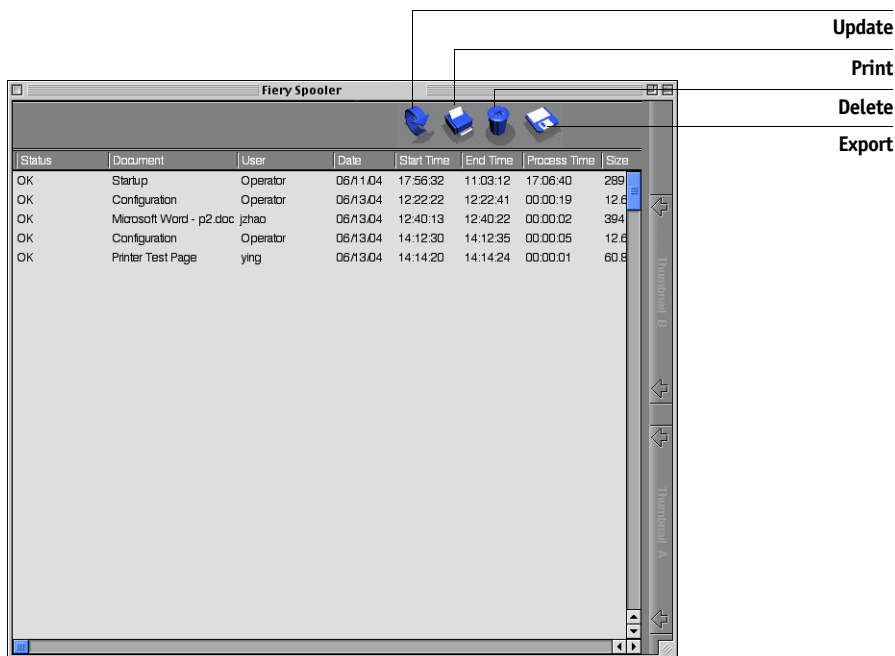 Update
Print
Delete
Export
Fiery Spooler
Status Document User Date Start Time End Time Process Time Size
OK Startup Operator 06/11/04 17:56:32 11:03:12 17:06:40 289
OK Configuration Operator 06/13/04 12:22:22 12:22:41 00:00:19 12.6
OK Microsoft Word - p2.doc jzhao 06/13/04 12:40:13 12:40:22 00:00:02 394
OK Configuration Operator 06/13/04 14:12:30 14:12:35 00:00:05 12.6
OK Printer Test Page ying 06/13/04 14:14:20 14:14:24 00:00:01 60.8
Thumbnail B
Thumbnail A